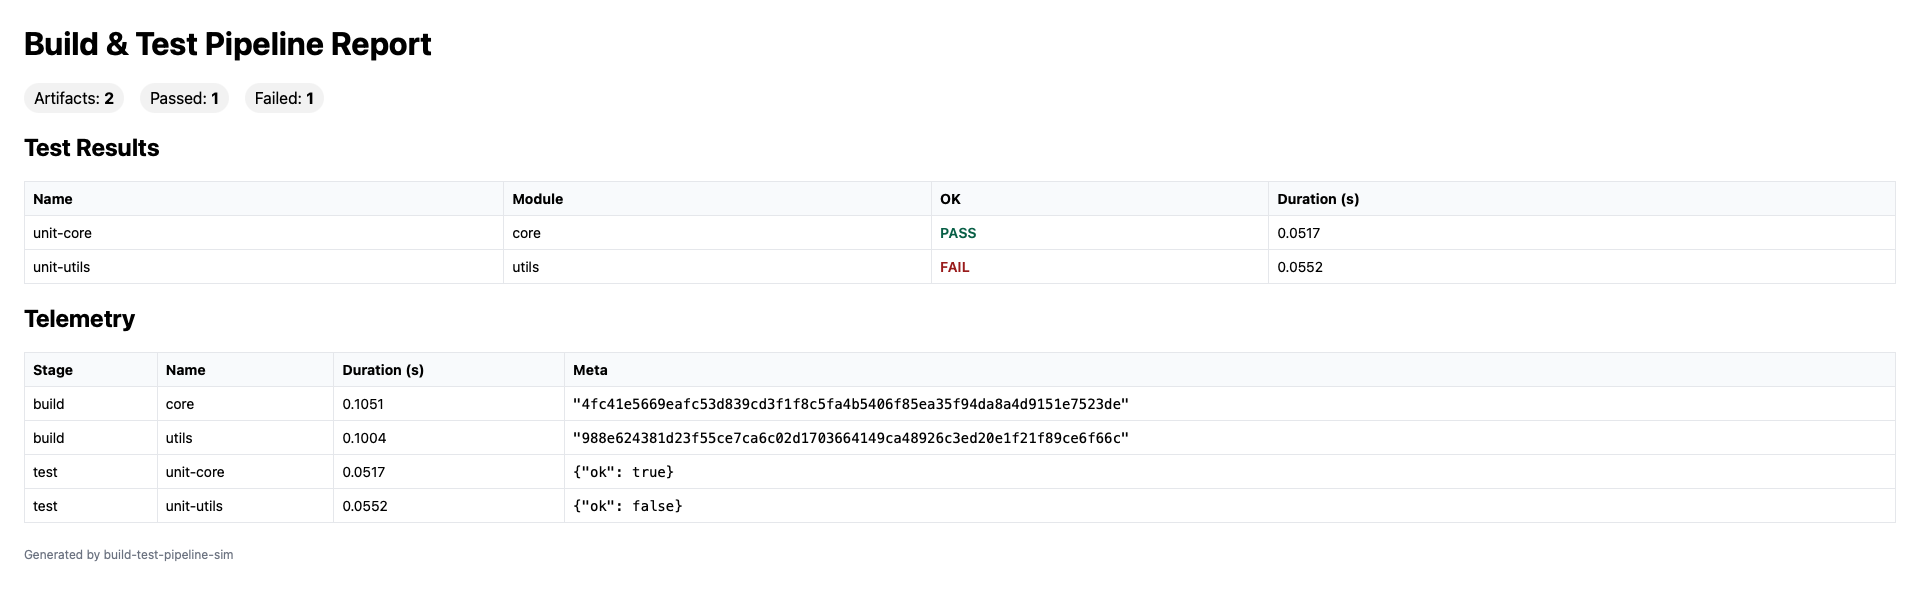 Build & Test Pipeline Report
Artifacts: 2 Passed: 1 Failed: 1
Test Results
Name Module OK Duration (s)
unit-core core PASS 0.0517
unit-utils utils FAIL 0.0552
Telemetry
Stage Name Duration (s) Meta
build core 0.1051 "4fc41e5669eafc53d839cd3f1f8c5fa4b5406f85ea35f94da8a4d9151e7523de"
build utils 0.1004 "988e624381d23f55ce7ca6c02d1703664149ca48926c3ed20e1f21f89ce6f66c"
test unit-core 0.0517 {"ok": true}
test unit-utils 0.0552 {"ok": false}
Generated by build-test-pipeline-sim